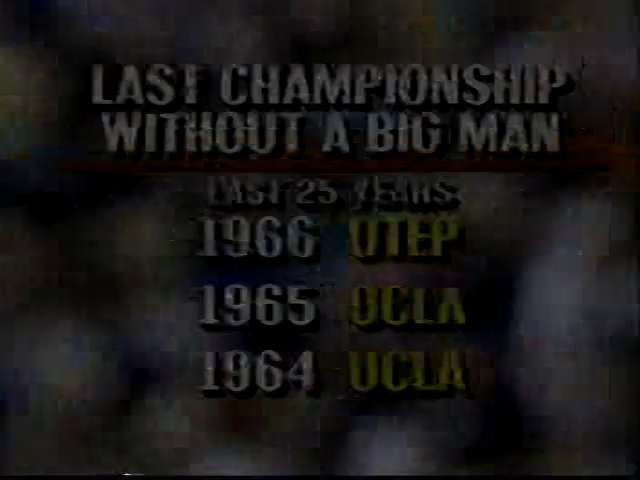 LAST CHAMPIONSHIP
WITHOUT A BIG MAN
LAST 25 YEARS
1966 UTEP
1965 UCLA
1964 UCLA